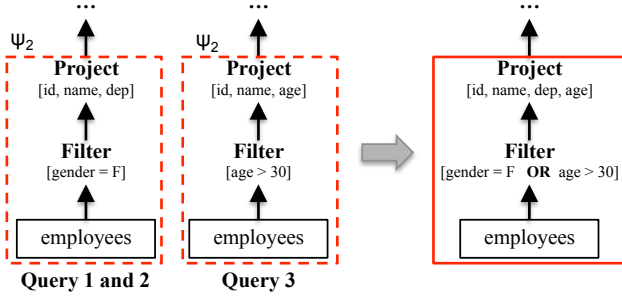 ...
ψ2
Project
[id, name, dep]
Filter
[gender = F]
employees
Query 1 and 2
...
ψ2
Project
[id, name, age]
Filter
[age > 30]
employees
Query 3
...
Project
[id, name, dep, age]
Filter
[gender = F OR age > 30]
employees